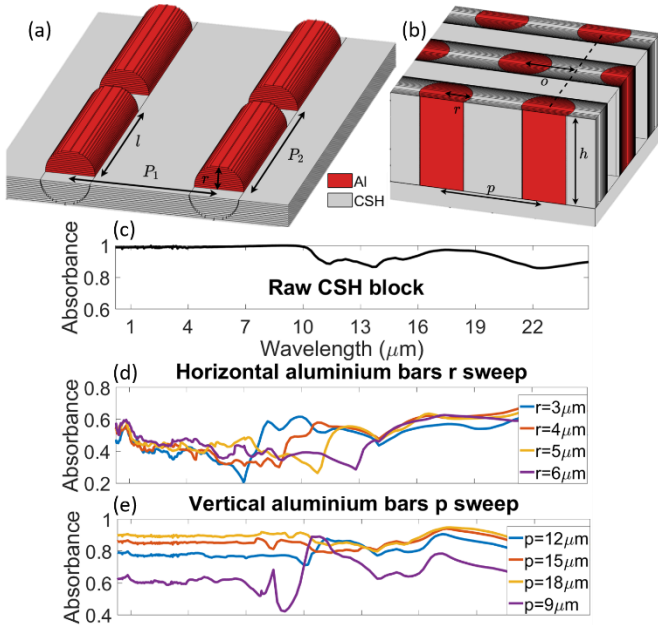 (a)
(b)
l
P1
P2
r
Al
CSH
o
r
h
p
(c)
Absorbance
1
0.8
0.6
Raw CSH block
1 4 7 10 13 16 19 22
Wavelength (μm)
(d) Horizontal aluminium bars r sweep
Absorbance
0.8
0.6
0.4
0.2
r=3μm
r=4μm
r=5μm
r=6μm
(e) Vertical aluminium bars p sweep
Absorbance
1
0.8
0.6
0.4
p=12μm
p=15μm
p=18μm
p=9μm